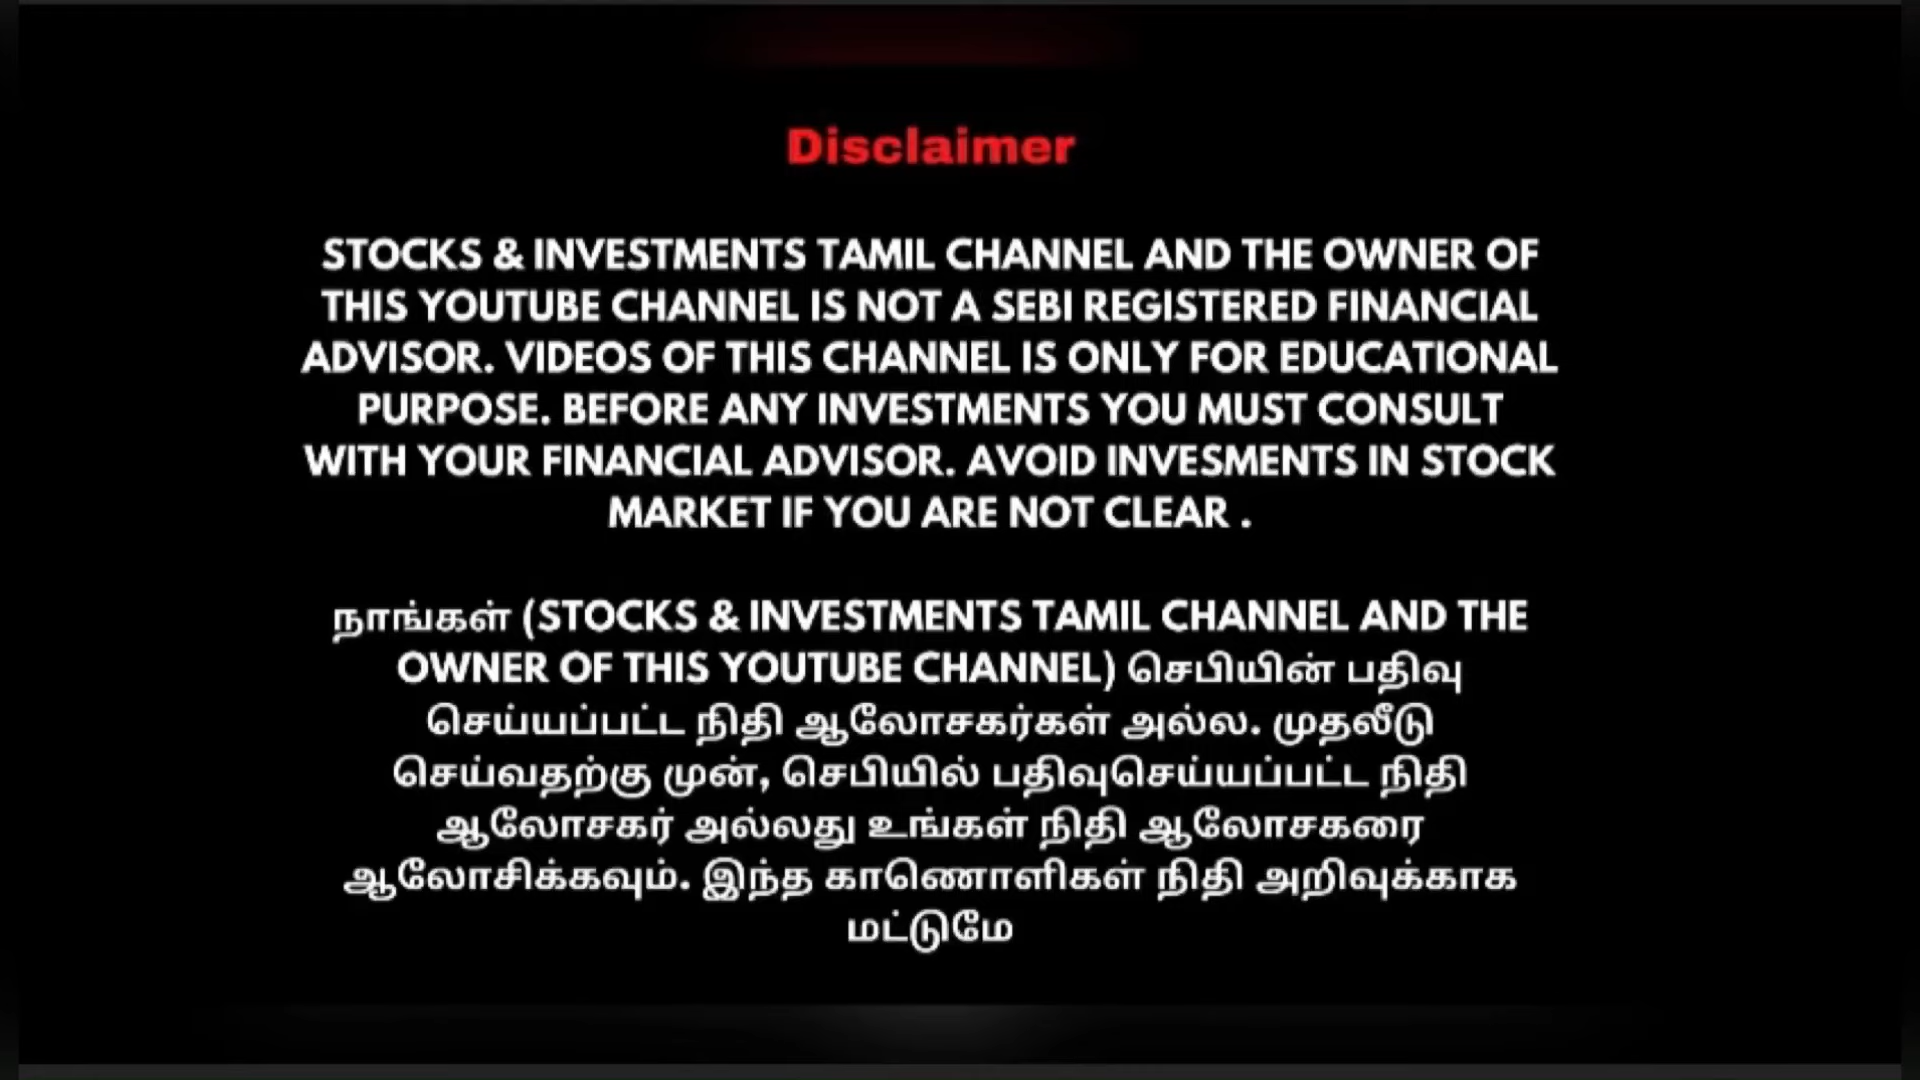 Disclaimer
STOCKS & INVESTMENTS TAMIL CHANNEL AND THE OWNER OF
THIS YOUTUBE CHANNEL IS NOT A SEBI REGISTERED FINANCIAL
ADVISOR. VIDEOS OF THIS CHANNEL IS ONLY FOR EDUCATIONAL
PURPOSE. BEFORE ANY INVESTMENTS YOU MUST CONSULT
WITH YOUR FINANCIAL ADVISOR. AVOID INVESMENTS IN STOCK
MARKET IF YOU ARE NOT CLEAR .
நாங்கள் (STOCKS & INVESTMENTS TAMIL CHANNEL AND THE
OWNER OF THIS YOUTUBE CHANNEL) செபியின் பதிவு
செய்யப்பட்ட நிதி ஆலோசகர்கள் அல்ல. முதலீடு
செய்வதற்கு முன், செபியில் பதிவுசெய்யப்பட்ட நிதி
ஆலோசகர் அல்லது உங்கள் நிதி ஆலோசகரை
ஆலோசிக்கவும். இந்த காணொளிகள் நிதி அறிவுக்காக
மட்டுமே